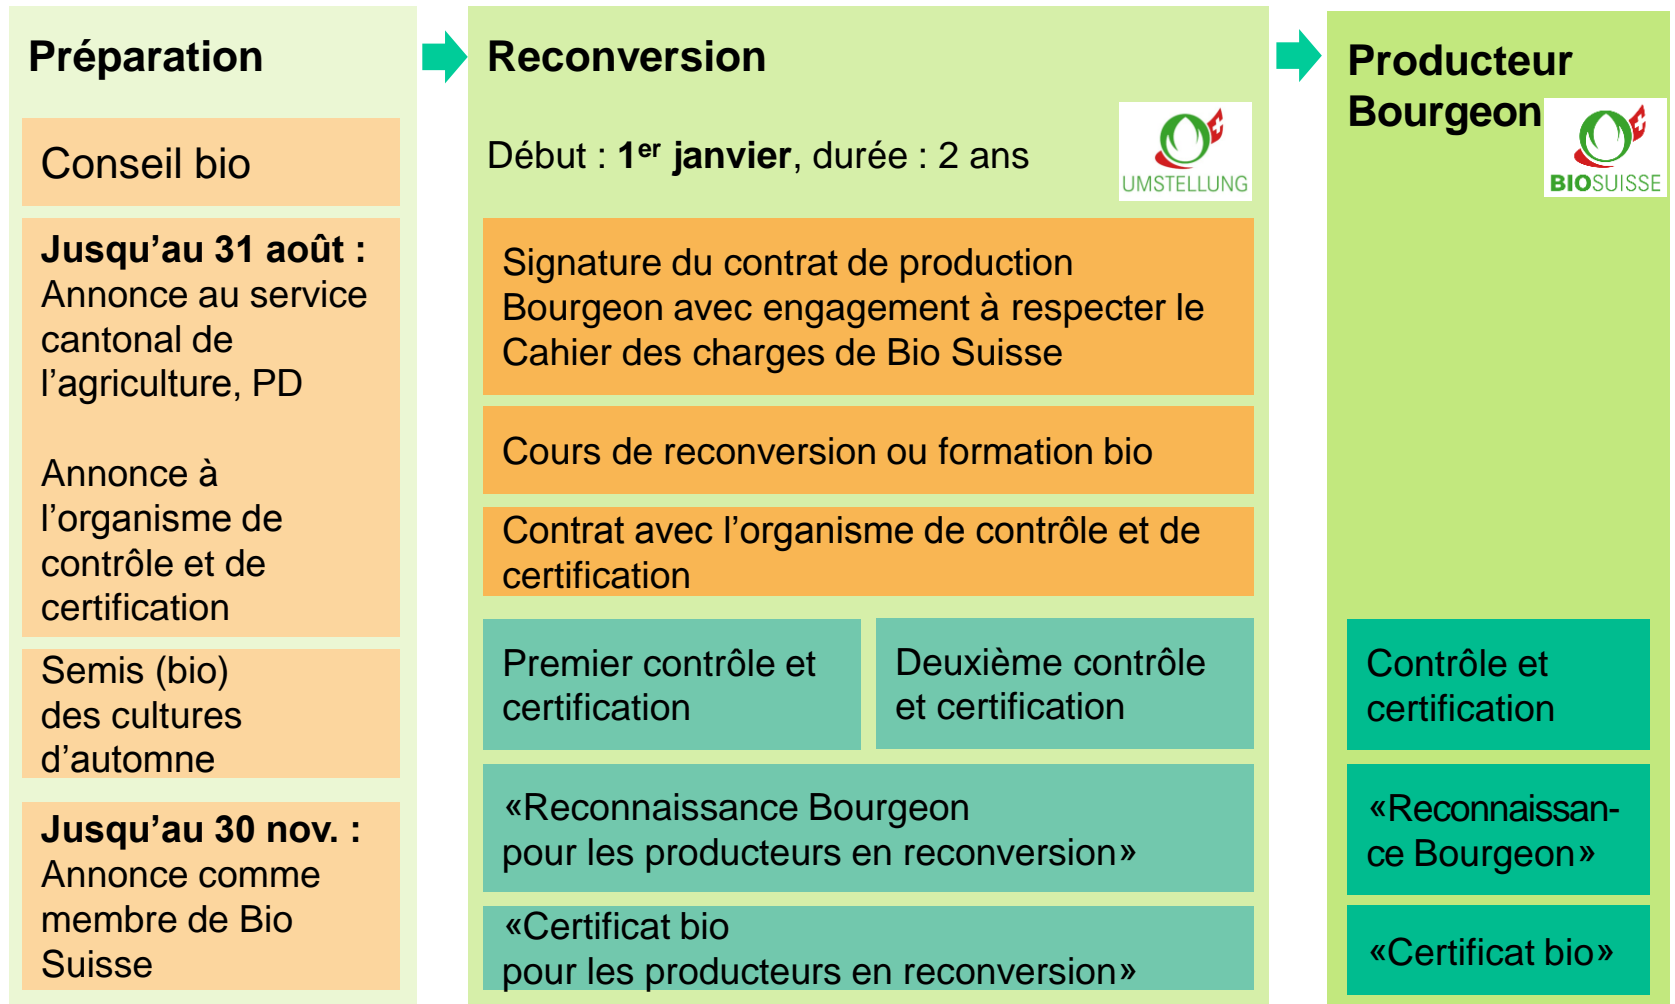 Préparation
Conseil bio
Jusqu’au 31 août :
Annonce au service
cantonal de
l’agriculture, PD
Annonce à
l’organisme de
contrôle et de
certification
Semis (bio)
des cultures
d’automne
Jusqu’au 30 nov. :
Annonce comme
membre de Bio
Suisse
Reconversion
Début : 1er janvier, durée : 2 ans
UMSTELLUNG
Signature du contrat de production
Bourgeon avec engagement à respecter le
Cahier des charges de Bio Suisse
Cours de reconversion ou formation bio
Contrat avec l’organisme de contrôle et de
certification
Premier contrôle et
certification
Deuxième contrôle
et certification
«Reconnaissance Bourgeon
pour les producteurs en reconversion»
«Certificat bio
pour les producteurs en reconversion»
Producteur
Bourgeon
BIOSUISSE
Contrôle et
certification
«Reconnaissan-
ce Bourgeon»
«Certificat bio»